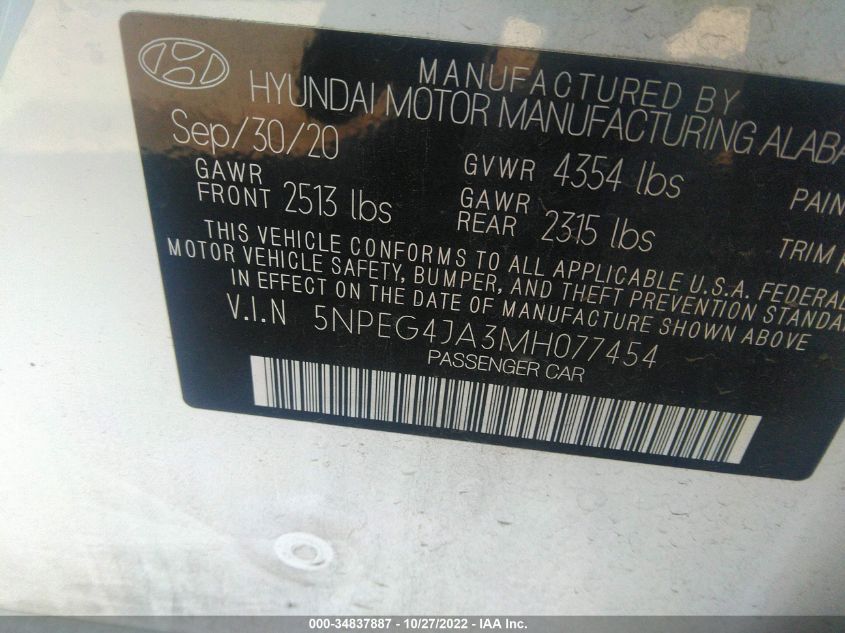 MANUFACTURED BY
HYUNDAI MOTOR MANUFACTURING ALABA
Sep/30/20
GAWR FRONT 2513 lbs
GVWR 4354 lbs
GAWR REAR 2315 lbs
PAIN
TRIM
THIS VEHICLE CONFORMS TO ALL APPLICABLE U.S.A. FEDERAL
MOTOR VEHICLE SAFETY, BUMPER, AND THEFT PREVENTION STANDA
IN EFFECT ON THE DATE OF MANUFACTURE SHOWN ABOVE
V.I.N 5NPEG4JA3MH077454
PASSENGER CAR
000-34837887 - 10/27/2022 - IAA Inc.